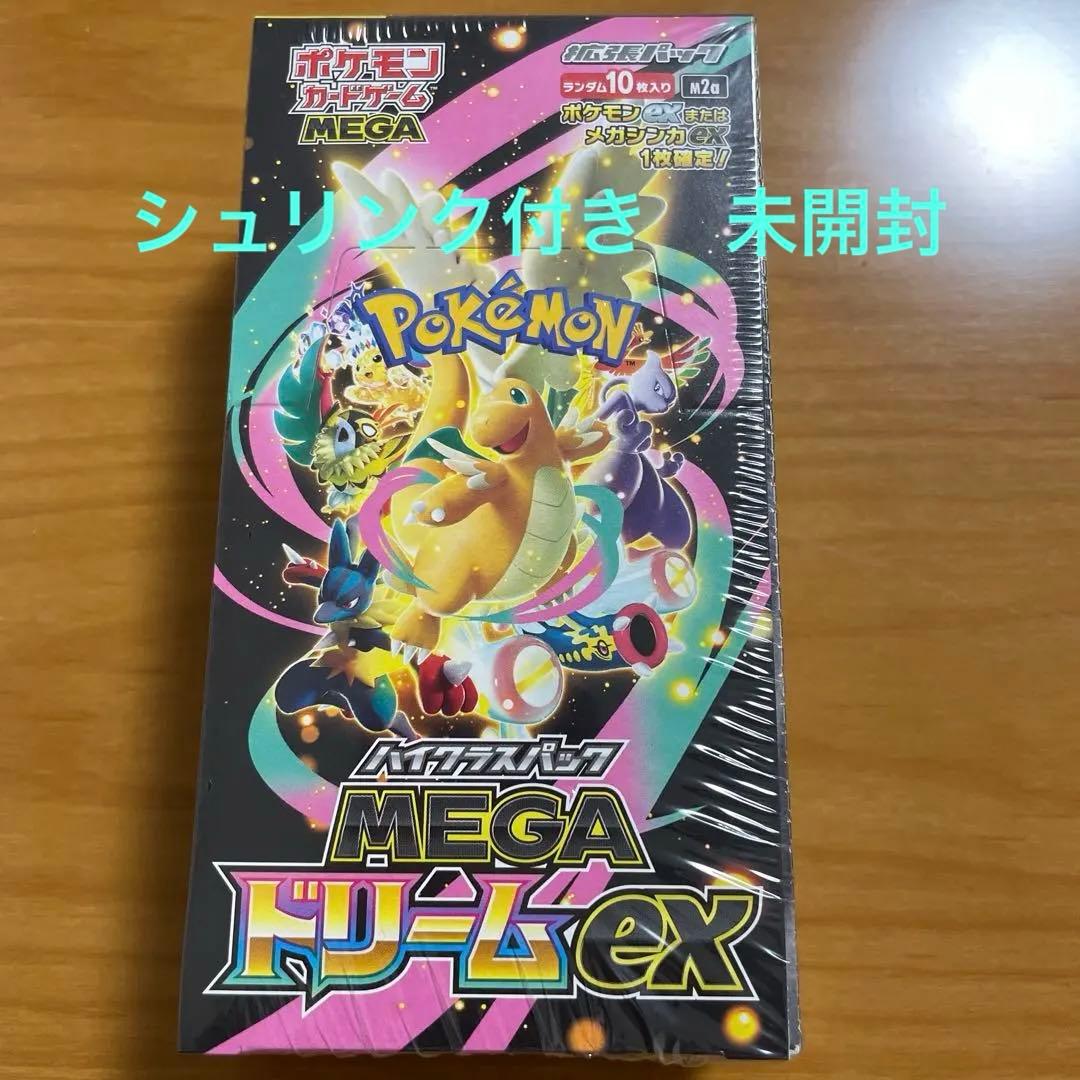 ポケモン
カードゲーム™
MEGA
拡張パック
ランダム10枚入り M2a
ポケモンexまたは
メガシンカex
1枚確定!
シュリンク付き 未開封
POKéMON™
ハイクラスパック
MEGA
ドリームex